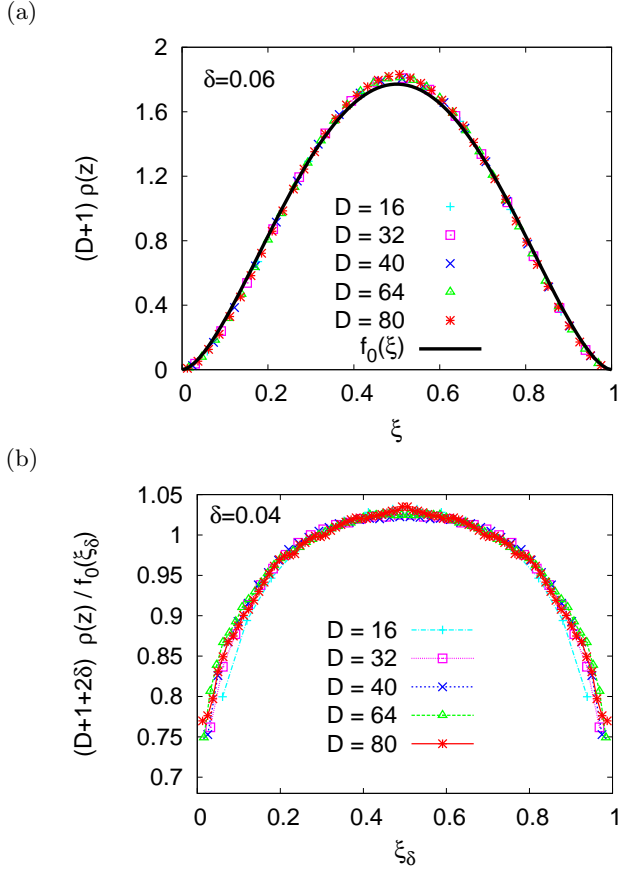 (a)
δ=0.06
(D+1) ρ(z)
2
1.6
1.2
0.8
0.4
0
D = 16
D = 32
D = 40
D = 64
D = 80
f₀(ξ)
0 0.2 0.4 0.6 0.8 1
ξ
(b)
δ=0.04
(D+1+2δ) ρ(z) / f₀(ξ_δ)
1.05
1
0.95
0.9
0.85
0.8
0.75
0.7
D = 16
D = 32
D = 40
D = 64
D = 80
0 0.2 0.4 0.6 0.8 1
ξ_δ